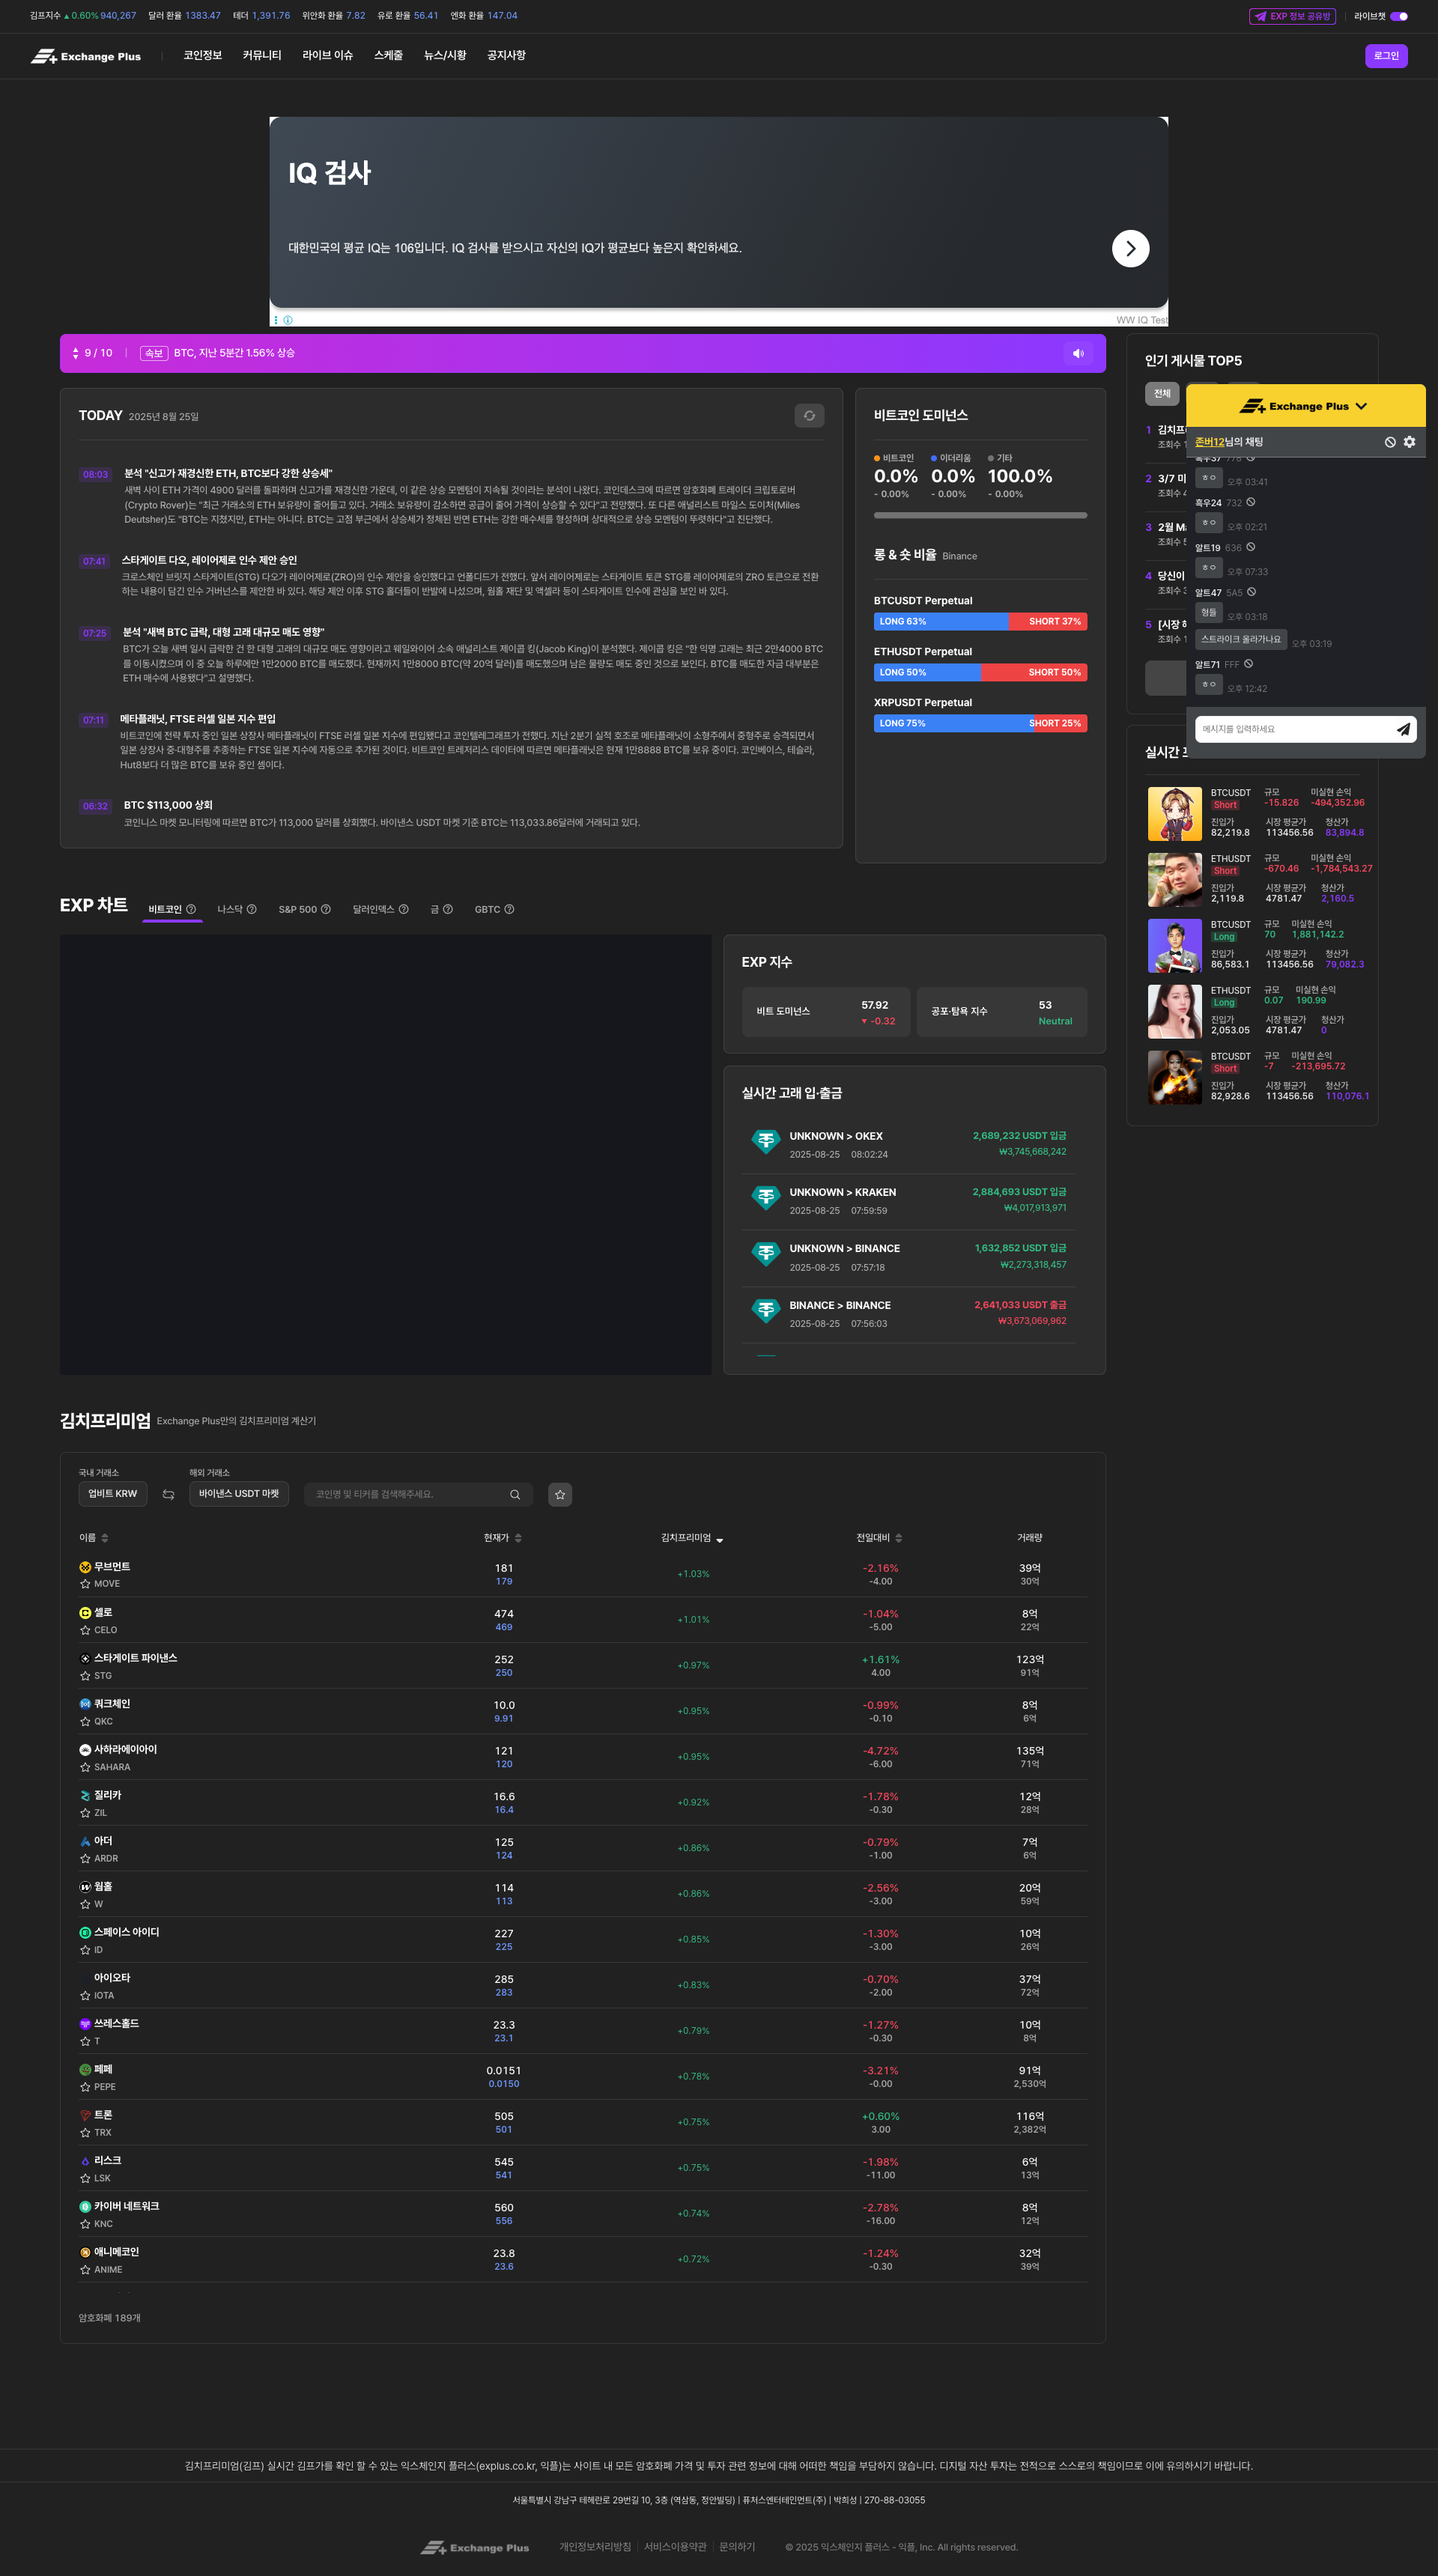 김프지수 ▲ 0.60% 940,267 달러 환율 1383.47 테더 1,391.76 위안화 환율 7.82 유로 환율 56.41 엔화 환율 147.04
EXP 정보 공유방 라이브챗
Exchange Plus 코인정보 커뮤니티 라이브 이슈 스케줄 뉴스/시황 공지사항 로그인
IQ 검사
대한민국의 평균 IQ는 106입니다. IQ 검사를 받으시고 자신의 IQ가 평균보다 높은지 확인하세요.
WW IQ Test
9 / 10 속보 BTC, 지난 5분간 1.56% 상승
TODAY 2025년 8월 25일
08:03 분석 "신고가 재경신한 ETH, BTC보다 강한 상승세"
새벽 사이 ETH 가격이 4900 달러를 돌파하며 신고가를 재경신한 가운데, 이 같은 상승 모멘텀이 지속될 것이라는 분석이 나왔다. 코인데스크에 따르면 암호화폐 트레이더 크립토로버
(Crypto Rover)는 "최근 거래소의 ETH 보유량이 줄어들고 있다. 거래소 보유량이 감소하면 공급이 줄어 가격이 상승할 수 있다"고 전망했다. 또 다른 애널리스트 마일스 도이처(Miles
Deutsher)도 "BTC는 지쳤지만, ETH는 아니다. BTC는 고점 부근에서 상승세가 정체된 반면 ETH는 강한 매수세를 형성하며 상대적으로 상승 모멘텀이 뚜렷하다"고 진단했다.
07:41 스타게이트 다오, 레이어제로 인수 제안 승인
크로스체인 브릿지 스타게이트(STG) 다오가 레이어제로(ZRO)의 인수 제안을 승인했다고 언폴디드가 전했다. 앞서 레이어제로는 스타게이트 토큰 STG를 레이어제로의 ZRO 토큰으로 전환
하는 내용이 담긴 인수 거버넌스를 제안한 바 있다. 해당 제안 이후 STG 홀더들이 반발에 나섰으며, 웜홀 재단 및 액셀라 등이 스타게이트 인수에 관심을 보인 바 있다.
07:25 분석 "새벽 BTC 급락, 대형 고래 대규모 매도 영향"
BTC가 오늘 새벽 일시 급락한 건 한 대형 고래의 대규모 매도 영향이라고 웨일와이어 소속 애널리스트 제이콥 킹(Jacob King)이 분석했다. 제이콥 킹은 "한 익명 고래는 최근 2만4000 BTC
를 이동시켰으며 이 중 오늘 하루에만 1만2000 BTC를 매도했다. 현재까지 1만8000 BTC(약 20억 달러)를 매도했으며 남은 물량도 매도 중인 것으로 보인다. BTC를 매도한 자금 대부분은
ETH 매수에 사용됐다"고 설명했다.
07:11 메타플래닛, FTSE 러셀 일본 지수 편입
비트코인에 전략 투자 중인 일본 상장사 메타플래닛이 FTSE 러셀 일본 지수에 편입됐다고 코인텔레그래프가 전했다. 지난 2분기 실적 호조로 메타플래닛이 소형주에서 중형주로 승격되면서
일본 상장사 중·대형주를 추종하는 FTSE 일본 지수에 자동으로 추가된 것이다. 비트코인 트레저리스 데이터에 따르면 메타플래닛은 현재 1만8888 BTC를 보유 중이다. 코인베이스, 테슬라,
Hut8보다 더 많은 BTC를 보유 중인 셈이다.
06:32 BTC $113,000 상회
코인니스 마켓 모니터링에 따르면 BTC가 113,000 달러를 상회했다. 바이낸스 USDT 마켓 기준 BTC는 113,033.86달러에 거래되고 있다.
비트코인 도미넌스
비트코인 이더리움 기타
0.0% 0.0% 100.0%
- 0.00% - 0.00% - 0.00%
롱 & 숏 비율 Binance
BTCUSDT Perpetual
LONG 63% SHORT 37%
ETHUSDT Perpetual
LONG 50% SHORT 50%
XRPUSDT Perpetual
LONG 75% SHORT 25%
인기 게시물 TOP5
전체
1 김치프
조회수 1
2 3/7 미
조회수 4
3 2월 Ma
조회수 5
4 당신이
조회수 3
5 [시장 해
조회수 1
Exchange Plus
존버12님의 채팅
ㅎㅇ 오후 03:41
흑우24 732
ㅎㅇ 오후 02:21
알트19 636
ㅎㅇ 오후 07:33
알트47 5A5
형들 오후 03:18
스트라이크 올라가나요 오후 03:19
알트71 FFF
ㅎㅇ 오후 12:42
메시지를 입력하세요
실시간
BTCUSDT 규모 미실현 손익
Short -15.826 -494,352.96
진입가 시장 평균가 청산가
82,219.8 113456.56 83,894.8
ETHUSDT 규모 미실현 손익
Short -670.46 -1,784,543.27
진입가 시장 평균가 청산가
2,119.8 4781.47 2,160.5
BTCUSDT 규모 미실현 손익
Long 70 1,881,142.2
진입가 시장 평균가 청산가
86,583.1 113456.56 79,082.3
ETHUSDT 규모 미실현 손익
Long 0.07 190.99
진입가 시장 평균가 청산가
2,053.05 4781.47 0
BTCUSDT 규모 미실현 손익
Short -7 -213,695.72
진입가 시장 평균가 청산가
82,928.6 113456.56 110,076.1
EXP 차트 비트코인 나스닥 S&P 500 달러인덱스 금 GBTC
EXP 지수
비트 도미넌스 57.92 ▼ -0.32
공포·탐욕 지수 53 Neutral
실시간 고래 입·출금
UNKNOWN > OKEX 2,689,232 USDT 입금
2025-08-25 08:02:24 ₩3,745,668,242
UNKNOWN > KRAKEN 2,884,693 USDT 입금
2025-08-25 07:59:59 ₩4,017,913,971
UNKNOWN > BINANCE 1,632,852 USDT 입금
2025-08-25 07:57:18 ₩2,273,318,457
BINANCE > BINANCE 2,641,033 USDT 출금
2025-08-25 07:56:03 ₩3,673,069,962
김치프리미엄 Exchange Plus만의 김치프리미엄 계산기
국내 거래소 해외 거래소
업비트 KRW 바이낸스 USDT 마켓 코인명 및 티커를 검색해주세요.
이름 현재가 김치프리미엄 전일대비 거래량
무브먼트 181 +1.03% -2.16% 39억
MOVE 179 -4.00 30억
셀로 474 +1.01% -1.04% 8억
CELO 469 -5.00 22억
스타게이트 파이낸스 252 +0.97% +1.61% 123억
STG 250 4.00 91억
쿼크체인 10.0 +0.95% -0.99% 8억
QKC 9.91 -0.10 6억
사하라에이아이 121 +0.95% -4.72% 135억
SAHARA 120 -6.00 71억
질리카 16.6 +0.92% -1.78% 12억
ZIL 16.4 -0.30 28억
아더 125 +0.86% -0.79% 7억
ARDR 124 -1.00 6억
웜홀 114 +0.86% -2.56% 20억
W 113 -3.00 59억
스페이스 아이디 227 +0.85% -1.30% 10억
ID 225 -3.00 26억
아이오타 285 +0.83% -0.70% 37억
IOTA 283 -2.00 72억
쓰레스홀드 23.3 +0.79% -1.27% 10억
T 23.1 -0.30 8억
페페 0.0151 +0.78% -3.21% 91억
PEPE 0.0150 -0.00 2,530억
트론 505 +0.75% +0.60% 116억
TRX 501 3.00 2,382억
리스크 545 +0.75% -1.98% 6억
LSK 541 -11.00 13억
카이버 네트워크 560 +0.74% -2.78% 8억
KNC 556 -16.00 12억
애니메코인 23.8 +0.72% -1.24% 32억
ANIME 23.6 -0.30 39억
암호화폐 189개
김치프리미엄(김프) 실시간 김프가를 확인 할 수 있는 익스체인지 플러스(explus.co.kr, 익플)는 사이트 내 모든 암호화폐 가격 및 투자 관련 정보에 대해 어떠한 책임을 부담하지 않습니다. 디지털 자산 투자는 전적으로 스스로의 책임이므로 이에 유의하시기 바랍니다.
서울특별시 강남구 테헤란로 29번길 10, 3층 (역삼동, 정안빌딩) | 퓨처스엔터테인먼트(주) | 박희성 | 270-88-03055
Exchange Plus 개인정보처리방침 서비스이용약관 문의하기 © 2025 익스체인지 플러스 - 익플, Inc. All rights reserved.